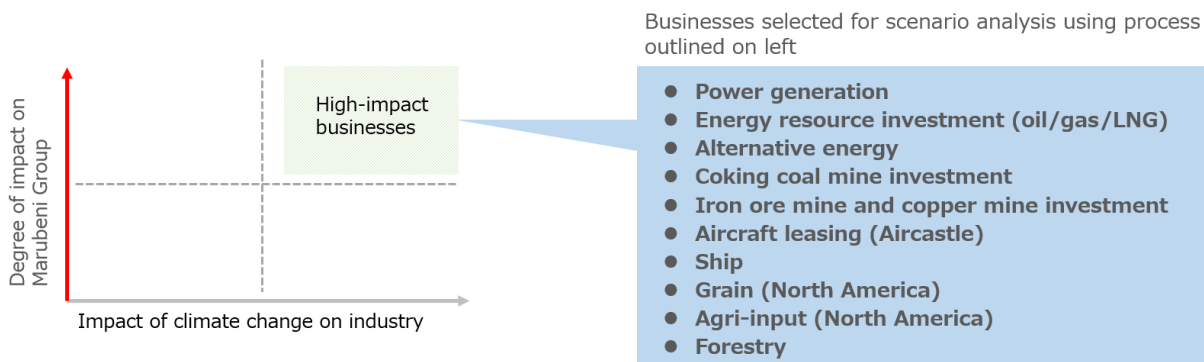 Degree of impact on
Marubeni Group
High-impact
businesses
Impact of climate change on industry
Businesses selected for scenario analysis using process
outlined on left
● Power generation
● Energy resource investment (oil/gas/LNG)
● Alternative energy
● Coking coal mine investment
● Iron ore mine and copper mine investment
● Aircraft leasing (Aircastle)
● Ship
● Grain (North America)
● Agri-input (North America)
● Forestry